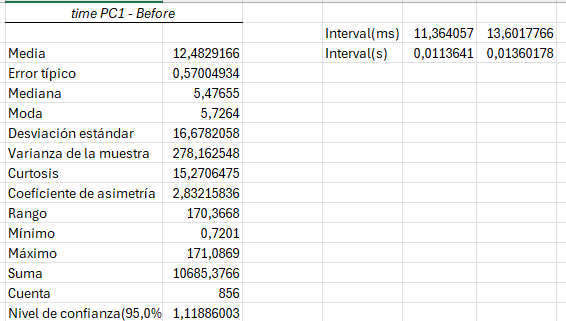 time PC1 - Before
Interval(ms) 11,364057 13,6017766
Media 12,4829166 Interval(s) 0,0113641 0,01360178
Error típico 0,57004934
Mediana 5,47655
Moda 5,7264
Desviación estándar 16,6782058
Varianza de la muestra 278,162548
Curtosis 15,2706475
Coeficiente de asimetría 2,83215836
Rango 170,3668
Mínimo 0,7201
Máximo 171,0869
Suma 10685,3766
Cuenta 856
Nivel de confianza(95,0% 1,11886003